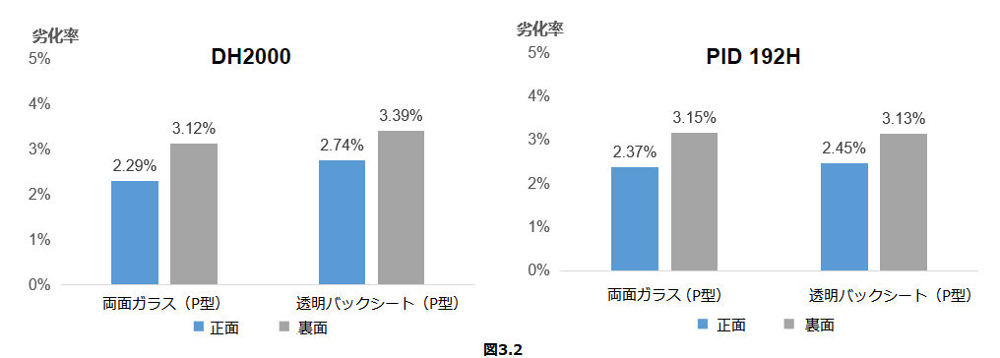 劣化率
DH2000
5%
4%
3%
2%
1%
0%
2.29%
3.12%
2.74%
3.39%
両面ガラス（P型）
透明バックシート（P型）
正面
裏面
劣化率
PID 192H
5%
4%
3%
2%
1%
0%
2.37%
3.15%
2.45%
3.13%
両面ガラス（P型）
透明バックシート（P型）
正面
裏面
図3.2